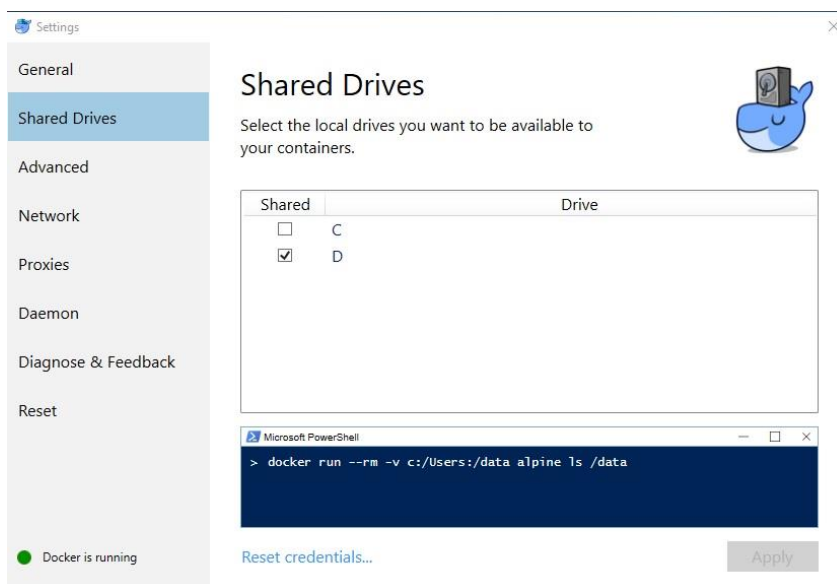 Settings
General
Shared Drives
Advanced
Network
Proxies
Daemon
Diagnose & Feedback
Reset
Docker is running
Shared Drives
Select the local drives you want to be available to
your containers.
Shared Drive
C
D
Microsoft PowerShell
> docker run --rm -v c:/Users:/data alpine ls /data
Reset credentials...
Apply